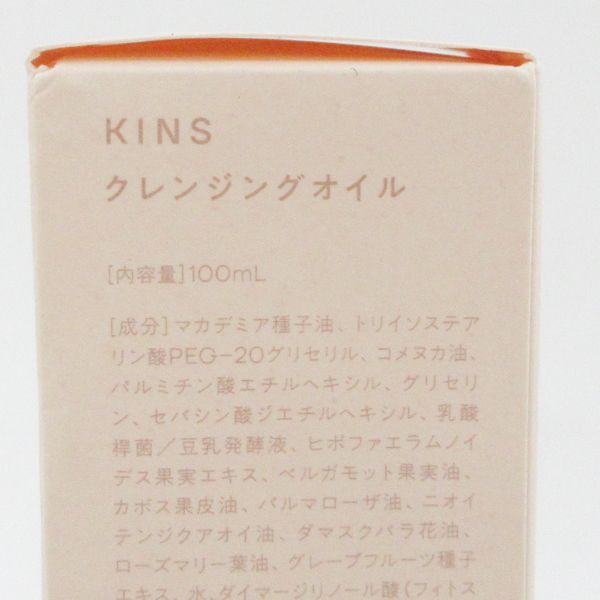 KINS
クレンジングオイル
[内容量]100mL
[成分]マカデミア種子油、トリイソステア
リン酸PEG-20グリセリル、コメヌカ油、
パルミチン酸エチルヘキシル、グリセリ
ン、セバシン酸ジエチルヘキシル、乳酸
桿菌／豆乳発酵液、ヒポファエラムノイ
デス果実エキス、ベルガモット果実油、
カボス果皮油、パルマローザ油、ニオイ
テンジクアオイ油、ダマスクバラ花油、
ローズマリー葉油、グレープフルーツ種子
エキス、水、ダイマージリノール酸(フィトス